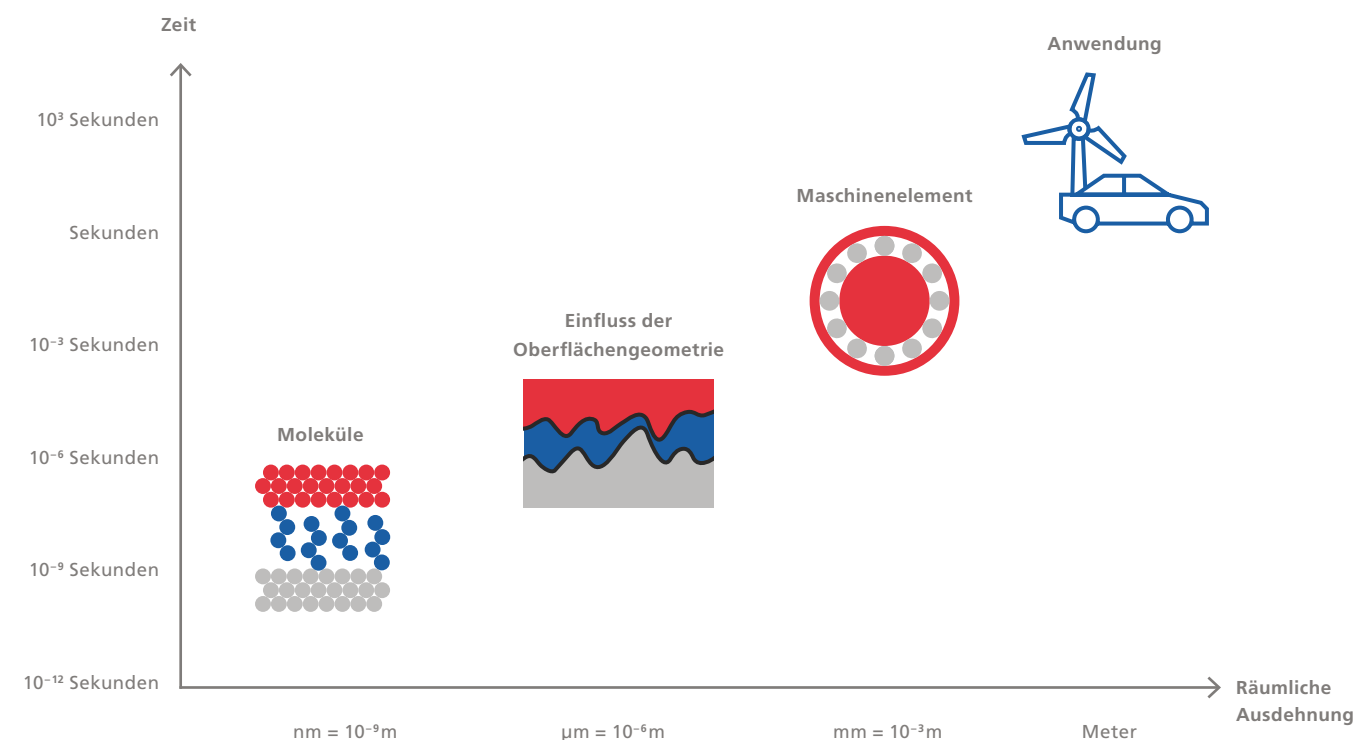 Zeit
Anwendung
10³ Sekunden
Maschinenelement
Sekunden
Einfluss der
Oberflächengeometrie
10⁻³ Sekunden
Moleküle
10⁻⁶ Sekunden
10⁻⁹ Sekunden
10⁻¹² Sekunden
Räumliche
Ausdehnung
nm = 10⁻⁹m
µm = 10⁻⁶m
mm = 10⁻³m
Meter